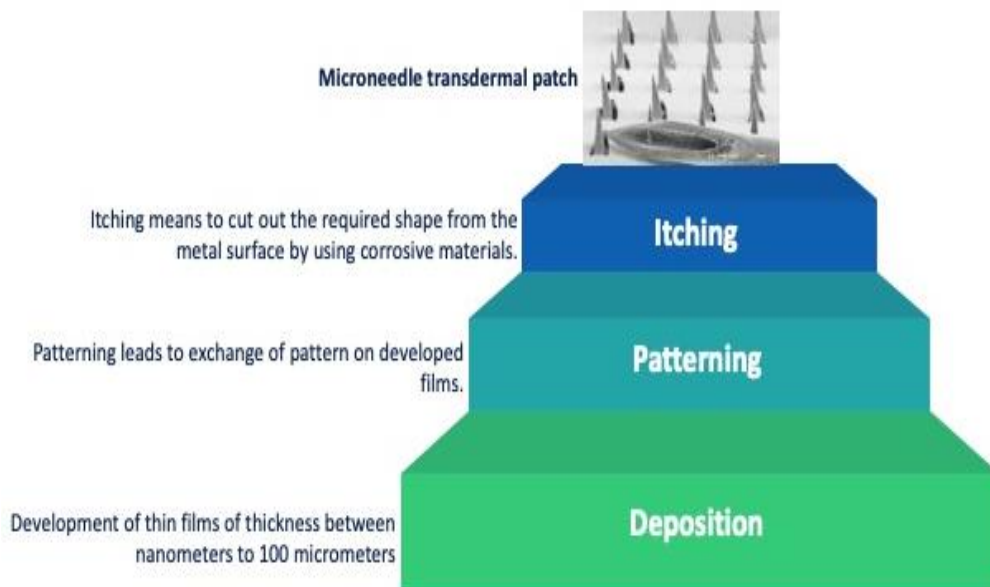 Microneedle transdermal patch
Itching means to cut out the required shape from the
metal surface by using corrosive materials.
Itching
Patterning leads to exchange of pattern on developed
films.
Patterning
Development of thin films of thickness between
nanometers to 100 micrometers
Deposition